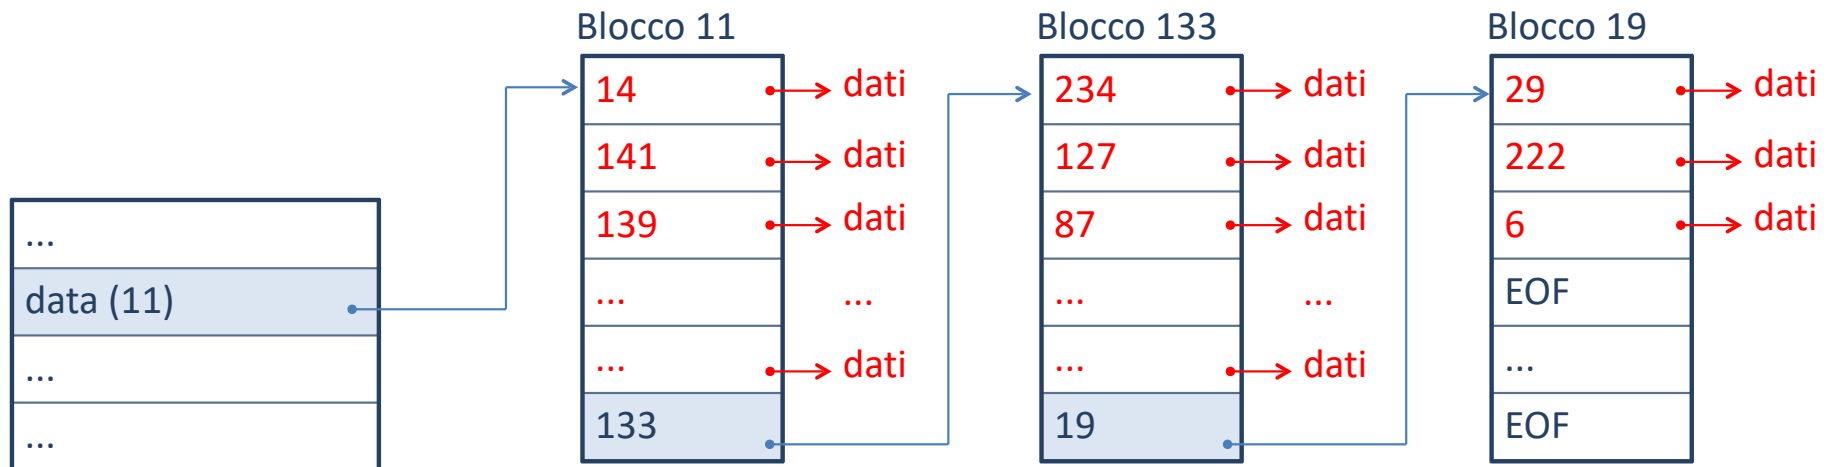 Blocco 11
Blocco 133
Blocco 19
...
data (11)
...
...
14 dati
141 dati
139 dati
... ...
... dati
133
234 dati
127 dati
87 dati
... ...
... dati
19
29 dati
222 dati
6 dati
EOF
...
EOF